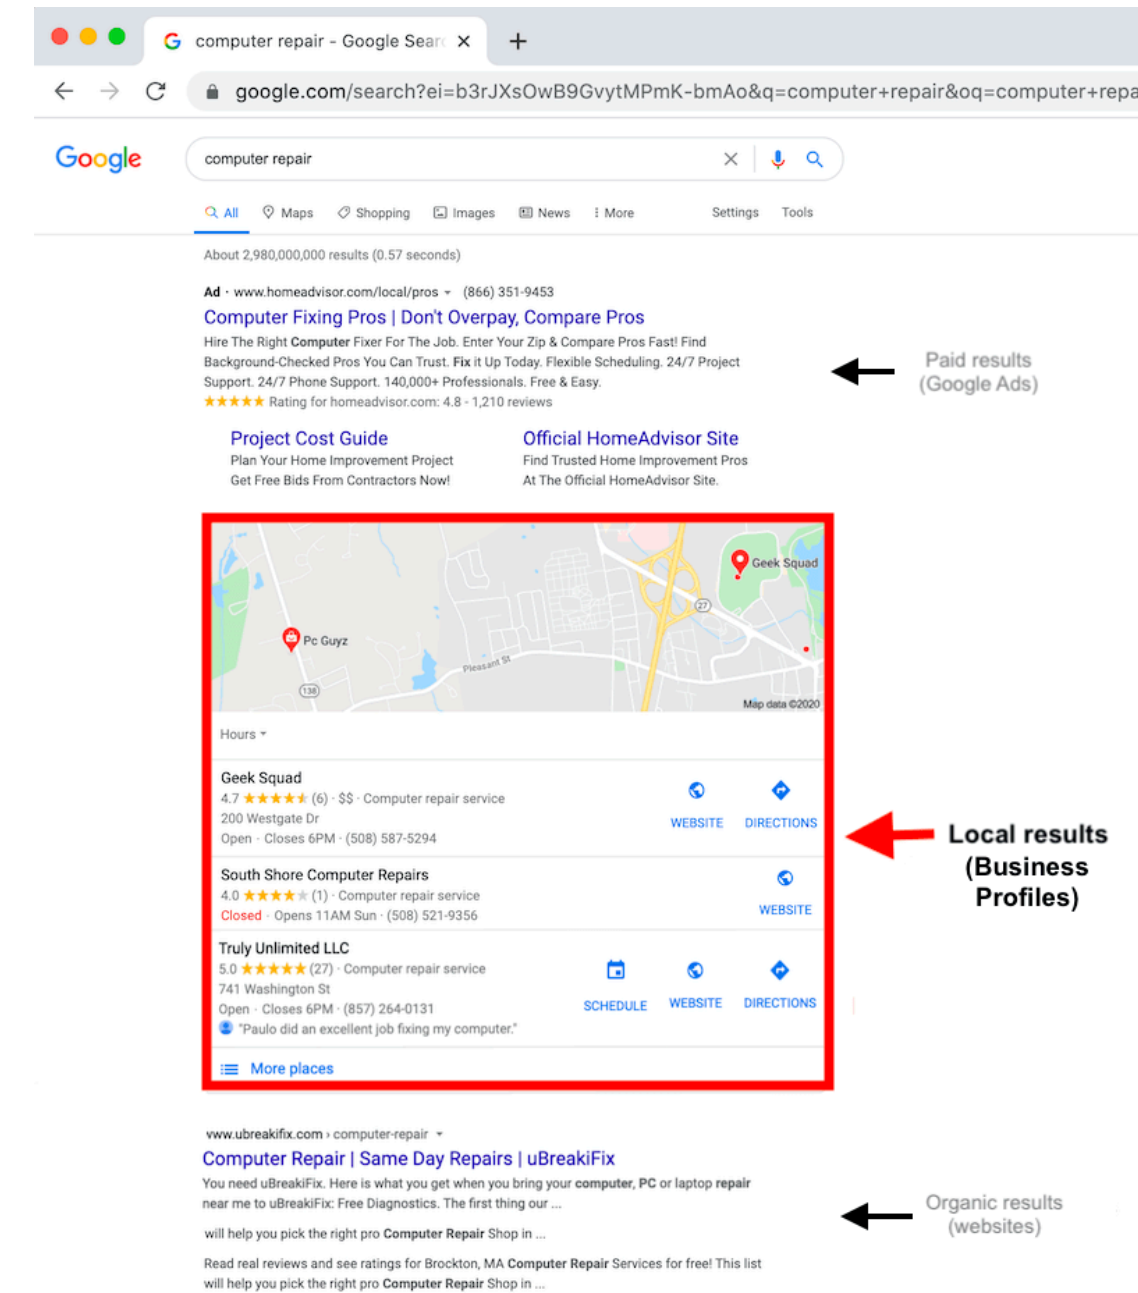 computer repair - Google Sear
google.com/search?ei=b3rJXsOwB9GvytMPmK-bmAo&q=computer+repair&oq=computer+repa
Google
computer repair
All Maps Shopping Images News More Settings Tools
About 2,980,000,000 results (0.57 seconds)
Ad · www.homeadvisor.com/local/pros (866) 351-9453
Computer Fixing Pros | Don't Overpay, Compare Pros
Hire The Right Computer Fixer For The Job. Enter Your Zip & Compare Pros Fast! Find
Background-Checked Pros You Can Trust. Fix it Up Today. Flexible Scheduling. 24/7 Project
Support. 24/7 Phone Support. 140,000+ Professionals. Free & Easy.
Rating for homeadvisor.com: 4.8 - 1,210 reviews
Paid results
(Google Ads)
Project Cost Guide
Plan Your Home Improvement Project
Get Free Bids From Contractors Now!
Official HomeAdvisor Site
Find Trusted Home Improvement Pros
At The Official HomeAdvisor Site.
Geek Squad
27
Pc Guyz
Pleasant St
138
Map data ©2020
Hours
Geek Squad
4.7 ★★★★★ (6) · $$ · Computer repair service
200 Westgate Dr
Open · Closes 6PM · (508) 587-5294
WEBSITE DIRECTIONS
South Shore Computer Repairs
4.0 ★★★★★ (1) · Computer repair service
Closed · Opens 11AM Sun · (508) 521-9356
WEBSITE
Truly Unlimited LLC
5.0 ★★★★★ (27) · Computer repair service
741 Washington St
Open · Closes 6PM · (857) 264-0131
"Paulo did an excellent job fixing my computer."
SCHEDULE WEBSITE DIRECTIONS
More places
Local results
(Business
Profiles)
www.ubreakifix.com › computer-repair
Computer Repair | Same Day Repairs | uBreakiFix
You need uBreakiFix. Here is what you get when you bring your computer, PC or laptop repair
near me to uBreakiFix: Free Diagnostics. The first thing our ...
will help you pick the right pro Computer Repair Shop in ...
Read real reviews and see ratings for Brockton, MA Computer Repair Services for free! This list
will help you pick the right pro Computer Repair Shop in ...
Organic results
(websites)